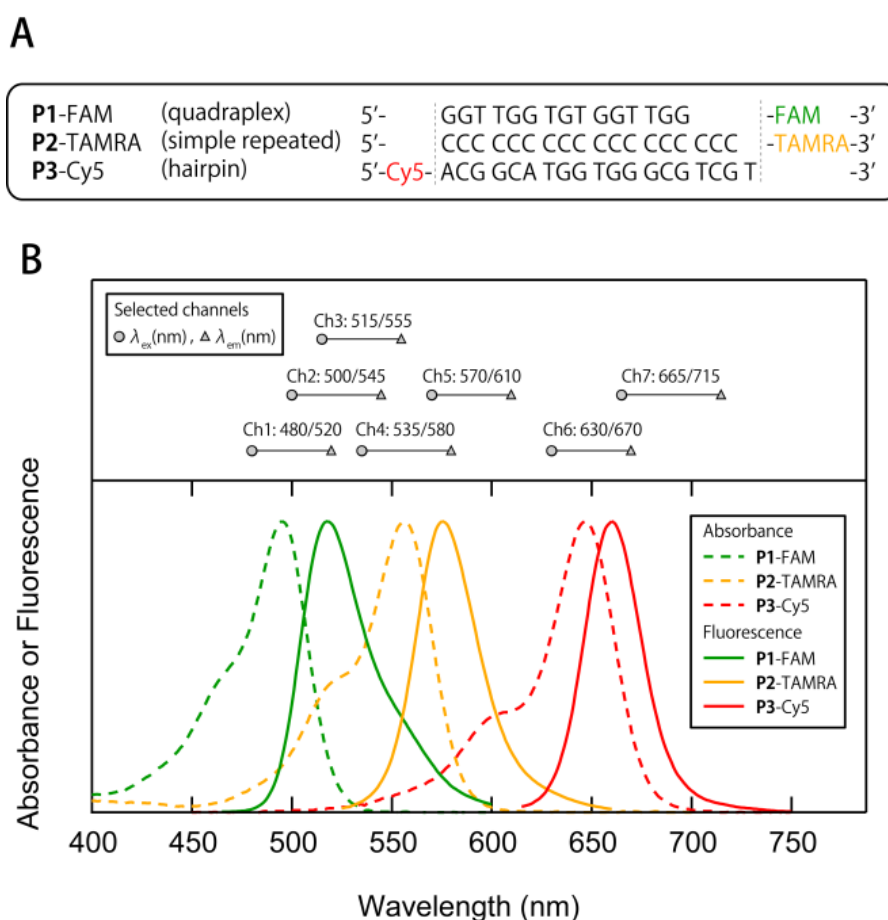 A
P1-FAM (quadraplex) 5’- GGT TGG TGT GGT TGG -FAM -3’
P2-TAMRA (simple repeated) 5’- CCC CCC CCC CCC CCC CCC -TAMRA-3’
P3-Cy5 (hairpin) 5’-Cy5- ACG GCA TGG TGG GCG TCG T -3’
B
Selected channels
λex(nm) , λem(nm)
Ch3: 515/555
Ch2: 500/545 Ch5: 570/610 Ch7: 665/715
Ch1: 480/520 Ch4: 535/580 Ch6: 630/670
Absorbance or Fluorescence
Absorbance
P1-FAM
P2-TAMRA
P3-Cy5
Fluorescence
P1-FAM
P2-TAMRA
P3-Cy5
400 450 500 550 600 650 700 750
Wavelength (nm)